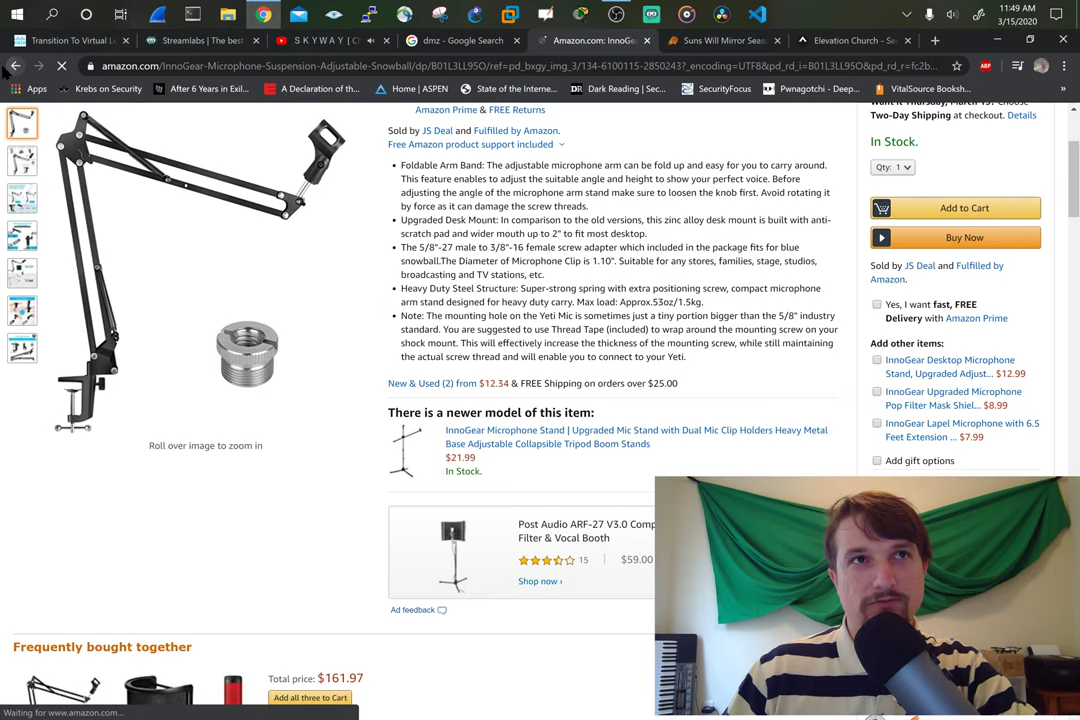 11:49 AM
3/15/2020
Transition To Virtual L
Streamlabs | The best
S K Y W A Y [ C
dmz - Google Search
Amazon.com: InnoGe
Suns Will Mirror Seas
Elevation Church - Se
amazon.com/InnoGear-Microphone-Suspension-Adjustable-Snowball/dp/B01L3LL95O/ref=pd_bxgy_img_3/134-6100115-2850243?_encoding=UTF8&pd_rd_i=B01L3LL95O&pd_rd_r=fc2b...
ABP
Apps
Krebs on Security
After 6 Years in Exil...
A Declaration of th...
Home | ASPEN
State of the Interne...
DR Dark Reading | Sec...
SecurityFocus
Pwnagotchi - Deep...
VitalSource Booksh...
Amazon Prime & FREE Returns
Sold by JS Deal and Fulfilled by Amazon.
Free Amazon product support included
Foldable Arm Band: The adjustable microphone arm can be fold up and easy for you to carry around.
This feature enables to adjust the suitable angle and height to show your perfect voice. Before
adjusting the angle of the microphone arm stand make sure to loosen the knob first. Avoid rotating it
by force as it can damage the screw threads.
Upgraded Desk Mount: In comparison to the old versions, this zinc alloy desk mount is built with anti-
scratch pad and wider mouth up to 2" to fit most desktop.
The 5/8"-27 male to 3/8"-16 female screw adapter which included in the package fits for blue
snowball.The Diameter of Microphone Clip is 1.10". Suitable for any stores, families, stage, studios,
broadcasting and TV stations, etc.
Heavy Duty Steel Structure: Super-strong spring with extra positioning screw, compact microphone
arm stand designed for heavy duty carry. Max load: Approx.53oz/1.5kg.
Note: The mounting hole on the Yeti Mic is sometimes just a tiny portion bigger than the 5/8" industry
standard. You are suggested to use Thread Tape (included) to wrap around the mounting screw on your
shock mount. This will effectively increase the thickness of the mounting screw, while still maintaining
the actual screw thread and will enable you to connect to your Yeti.
New & Used (2) from $12.34 & FREE Shipping on orders over $25.00
There is a newer model of this item:
InnoGear Microphone Stand | Upgraded Mic Stand with Dual Mic Clip Holders Heavy Metal
Base Adjustable Collapsible Tripod Boom Stands
$21.99
In Stock.
Post Audio ARF-27 V3.0 Comp
Filter & Vocal Booth
15
$59.00
Shop now ›
Ad feedback
Roll over image to zoom in
Two-Day Shipping at checkout. Details
In Stock.
Qty: 1
Add to Cart
Buy Now
Sold by JS Deal and Fulfilled by
Amazon.
Yes, I want fast, FREE
Delivery with Amazon Prime
Add other items:
InnoGear Desktop Microphone
Stand, Upgraded Adjust... $12.99
InnoGear Upgraded Microphone
Pop Filter Mask Shiel... $8.99
InnoGear Lapel Microphone with 6.5
Feet Extension ... $7.99
Add gift options
Frequently bought together
Total price: $161.97
Add all three to Cart
Waiting for www.amazon.com...